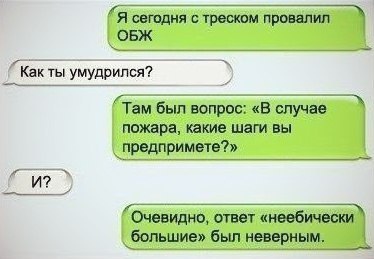 Я сегодня с треском провалил
ОБЖ
Как ты умудрился?
Там был вопрос: «В случае
пожара, какие шаги вы
предпримете?»
И?
Очевидно, ответ «неебически
большие» был неверным.